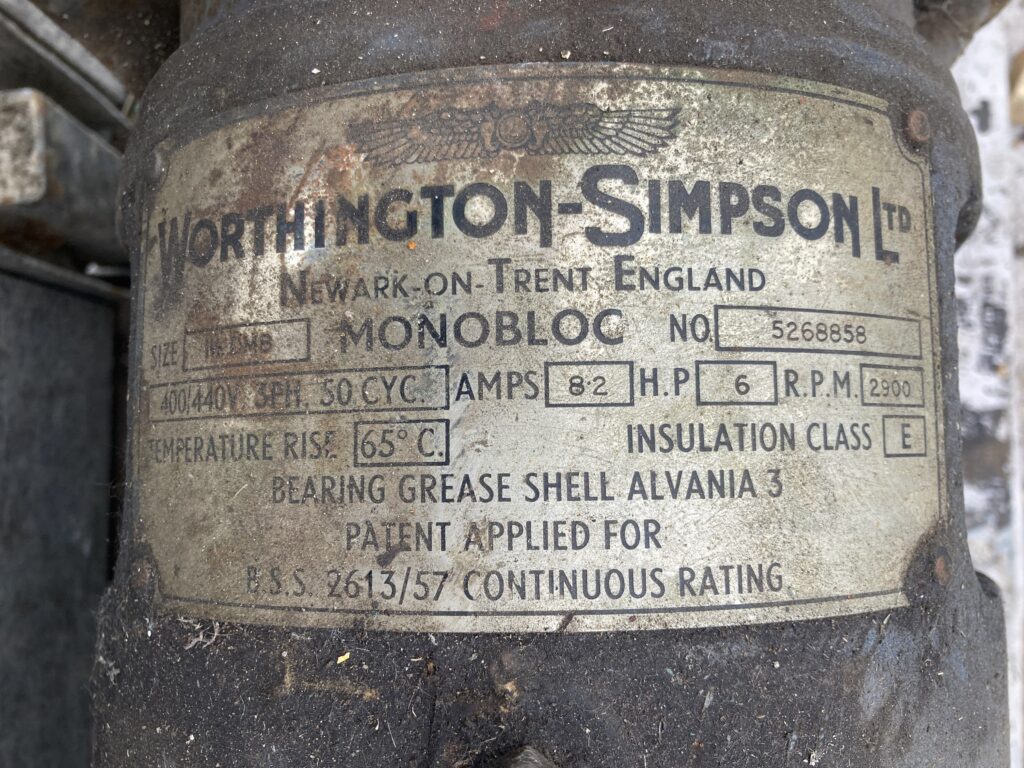 WORTHINGTON-SIMPSON LTD.
NEWARK-ON-TRENT ENGLAND
SIZE MONOBLOC NO. 5268858
400/440V. 3PH. 50 CYC. AMPS 8·2 H.P 6 R.P.M. 2900
TEMPERATURE RISE 65° C. INSULATION CLASS E
BEARING GREASE SHELL ALVANIA 3
PATENT APPLIED FOR
B.S.S. 2613/57 CONTINUOUS RATING